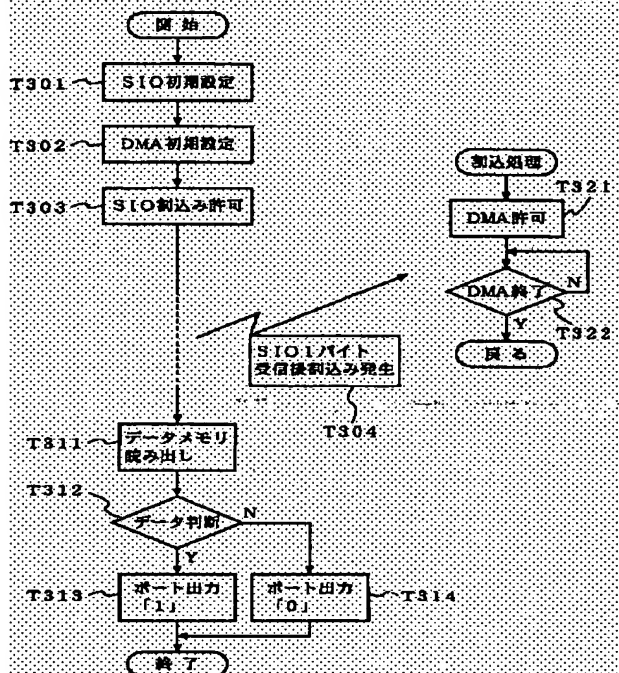 開始
T301
SIO初期設定
T302
DMA初期設定
T303
SIO割込み許可
割込処理
T321
DMA許可
DMA終了
N
Y
T322
戻る
SIO1バイト
受信後割込み発生
T304
T311
データメモリ
読み出し
T312
データ判断
N
Y
T313
ポート出力
「1」
ポート出力
「0」
T314
終了